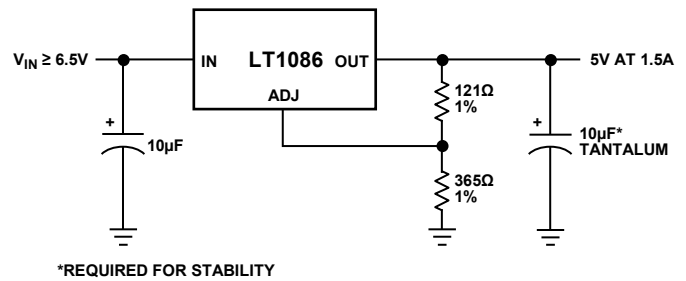 V_IN ≥ 6.5V
IN
LT1086
OUT
5V AT 1.5A
ADJ
121Ω
1%
+
10µF
+
10µF*
TANTALUM
365Ω
1%
*REQUIRED FOR STABILITY